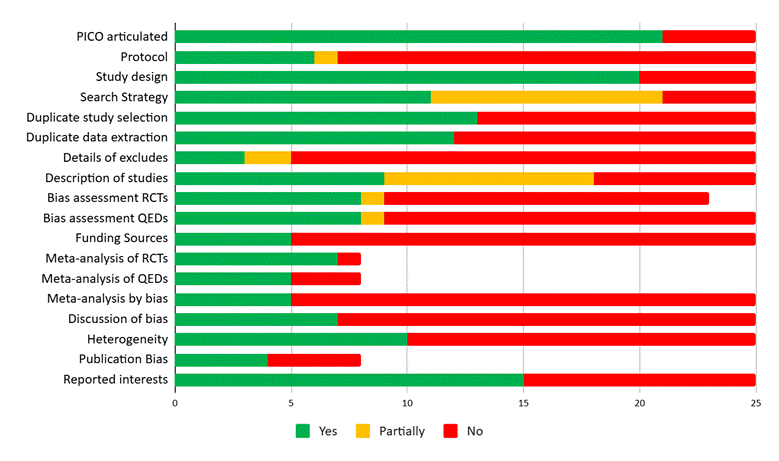 PICO articulated
Protocol
Study design
Search Strategy
Duplicate study selection
Duplicate data extraction
Details of excludes
Description of studies
Bias assessment RCTs
Bias assessment QEDs
Funding Sources
Meta-analysis of RCTs
Meta-analysis of QEDs
Meta-analysis by bias
Discussion of bias
Heterogeneity
Publication Bias
Reported interests
0 5 10 15 20 25
Yes Partially No